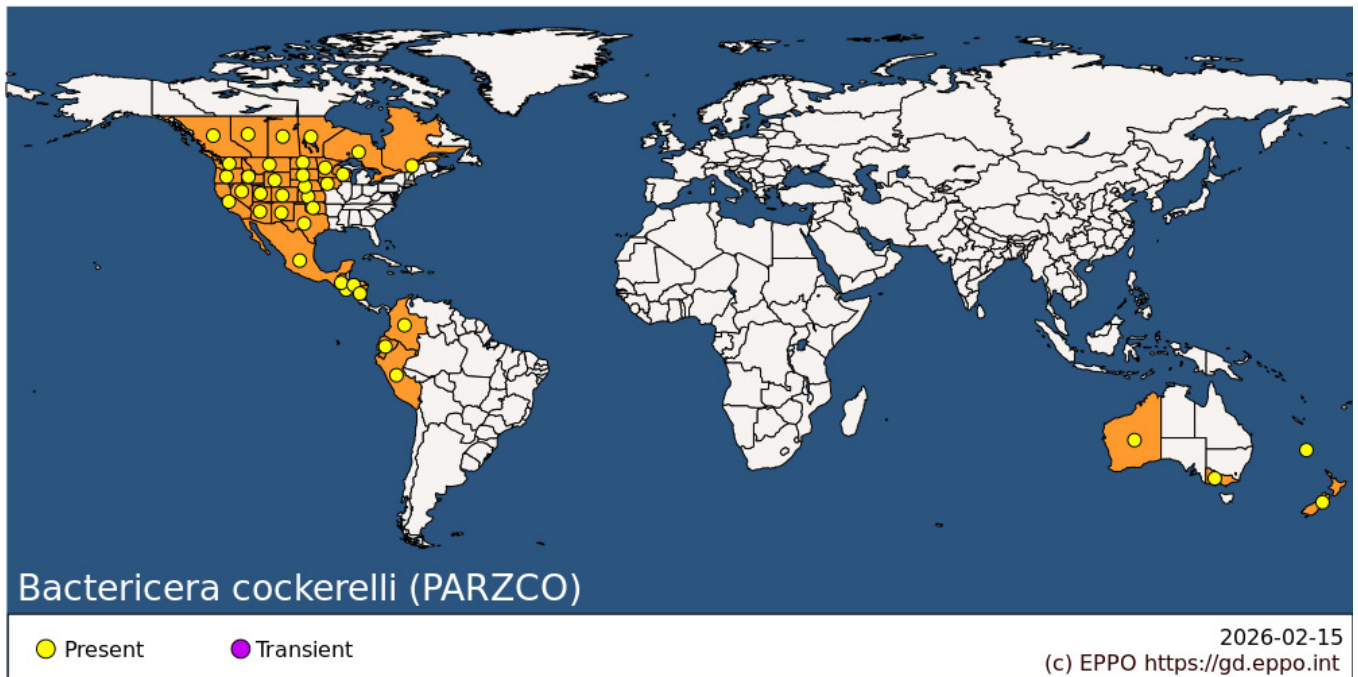 Bactericera cockerelli (PARZCO)
Present
Transient
2026-02-15
(c) EPPO https://gd.eppo.int